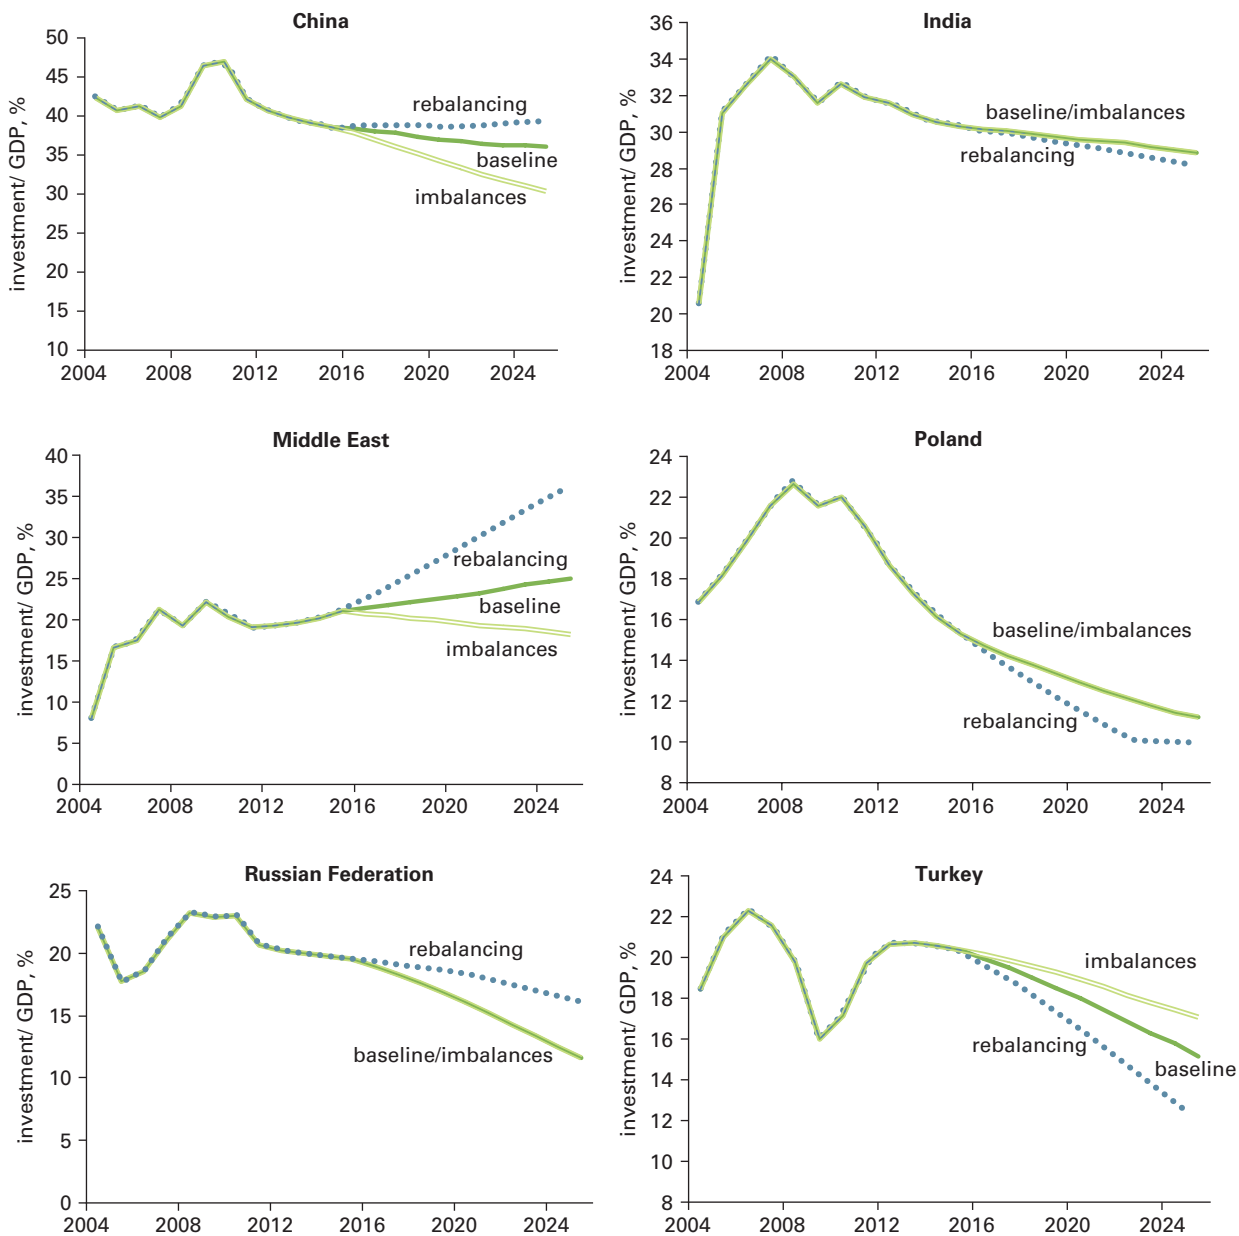 China
investment/ GDP, %
50
45
40
35
30
25
20
15
10
rebalancing
baseline
imbalances
2004 2008 2012 2016 2020 2024
India
investment/ GDP, %
36
34
32
30
28
26
24
22
20
18
baseline/imbalances
rebalancing
2004 2008 2012 2016 2020 2024
Middle East
investment/ GDP, %
40
35
30
25
20
15
10
5
0
rebalancing
baseline
imbalances
2004 2008 2012 2016 2020 2024
Poland
investment/ GDP, %
24
22
20
18
16
14
12
10
8
baseline/imbalances
rebalancing
2004 2008 2012 2016 2020 2024
Russian Federation
investment/ GDP, %
25
20
15
10
5
0
rebalancing
baseline/imbalances
2004 2008 2012 2016 2020 2024
Turkey
investment/ GDP, %
24
22
20
18
16
14
12
10
8
imbalances
rebalancing
baseline
2004 2008 2012 2016 2020 2024